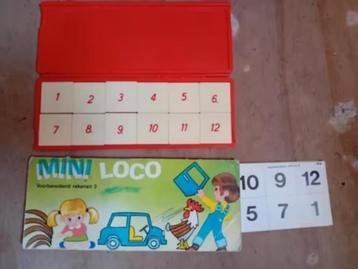 1 2 3 4 5 6.
7 8. 9 10 11 12
MINI LOCO
Voorbereidend rekenen 2
10 9 12
5 7 1